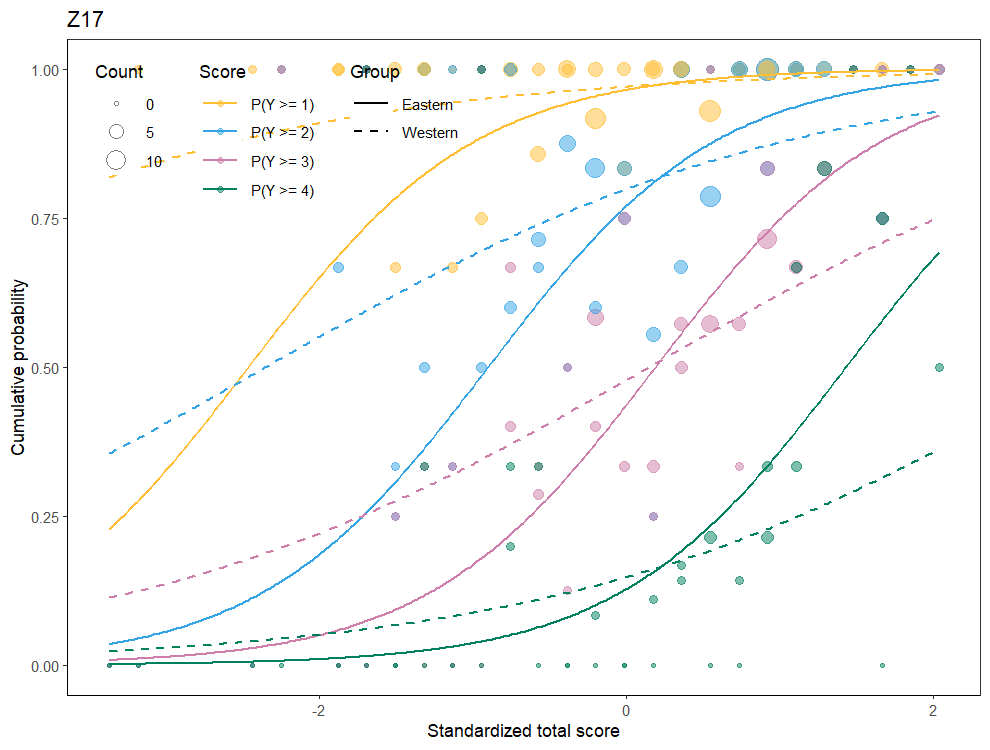 Z17
Count Score Group
0 P(Y >= 1) Eastern
5 P(Y >= 2) Western
10 P(Y >= 3)
P(Y >= 4)
1.00
0.75
0.50
0.25
0.00
Cumulative probability
-2 0 2
Standardized total score